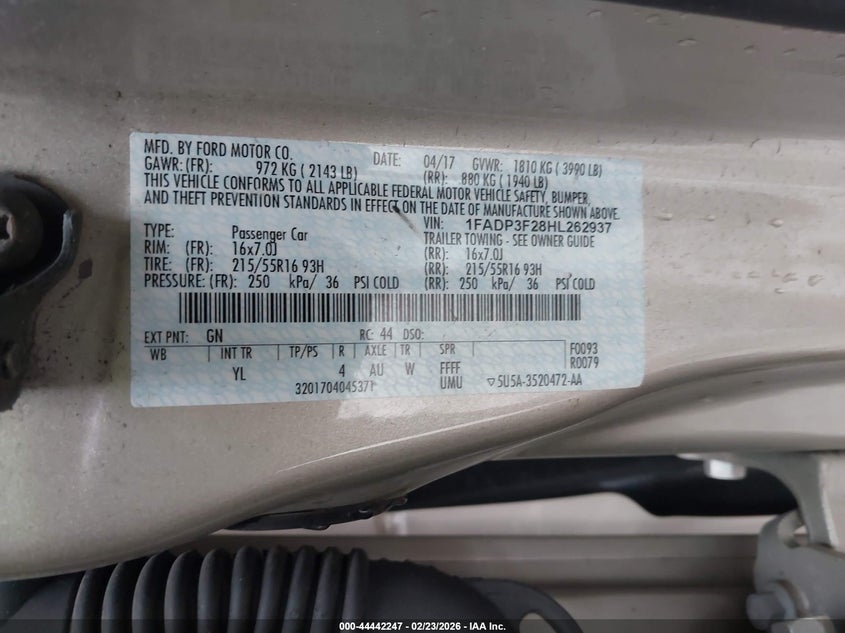 MFD. BY FORD MOTOR CO. DATE: 04/17 GVWR: 1810 KG ( 3990 LB)
GAWR: (FR): 972 KG ( 2143 LB) (RR): 880 KG ( 1940 LB)
THIS VEHICLE CONFORMS TO ALL APPLICABLE FEDERAL MOTOR VEHICLE SAFETY, BUMPER,
AND THEFT PREVENTION STANDARDS IN EFFECT ON THE DATE OF MANUFACTURE SHOWN ABOVE.
VIN: 1FADP3F28HL262937
TYPE: Passenger Car TRAILER TOWING - SEE OWNER GUIDE
RIM: (FR): 16x7.0J (RR): 16x7.0J
TIRE: (FR): 215/55R16 93H (RR): 215/55R16 93H
PRESSURE: (FR): 250 kPa/ 36 PSI COLD (RR): 250 kPa/ 36 PSI COLD
EXT PNT: GN RC: 44 DSO:
WB INT TR TP/PS R AXLE TR SPR F0093
YL 4 AU W FFFF R0079
320170404537 UMU ▽5U5A-3520472-AA
000-44442247 - 02/23/2026 - IAA Inc.